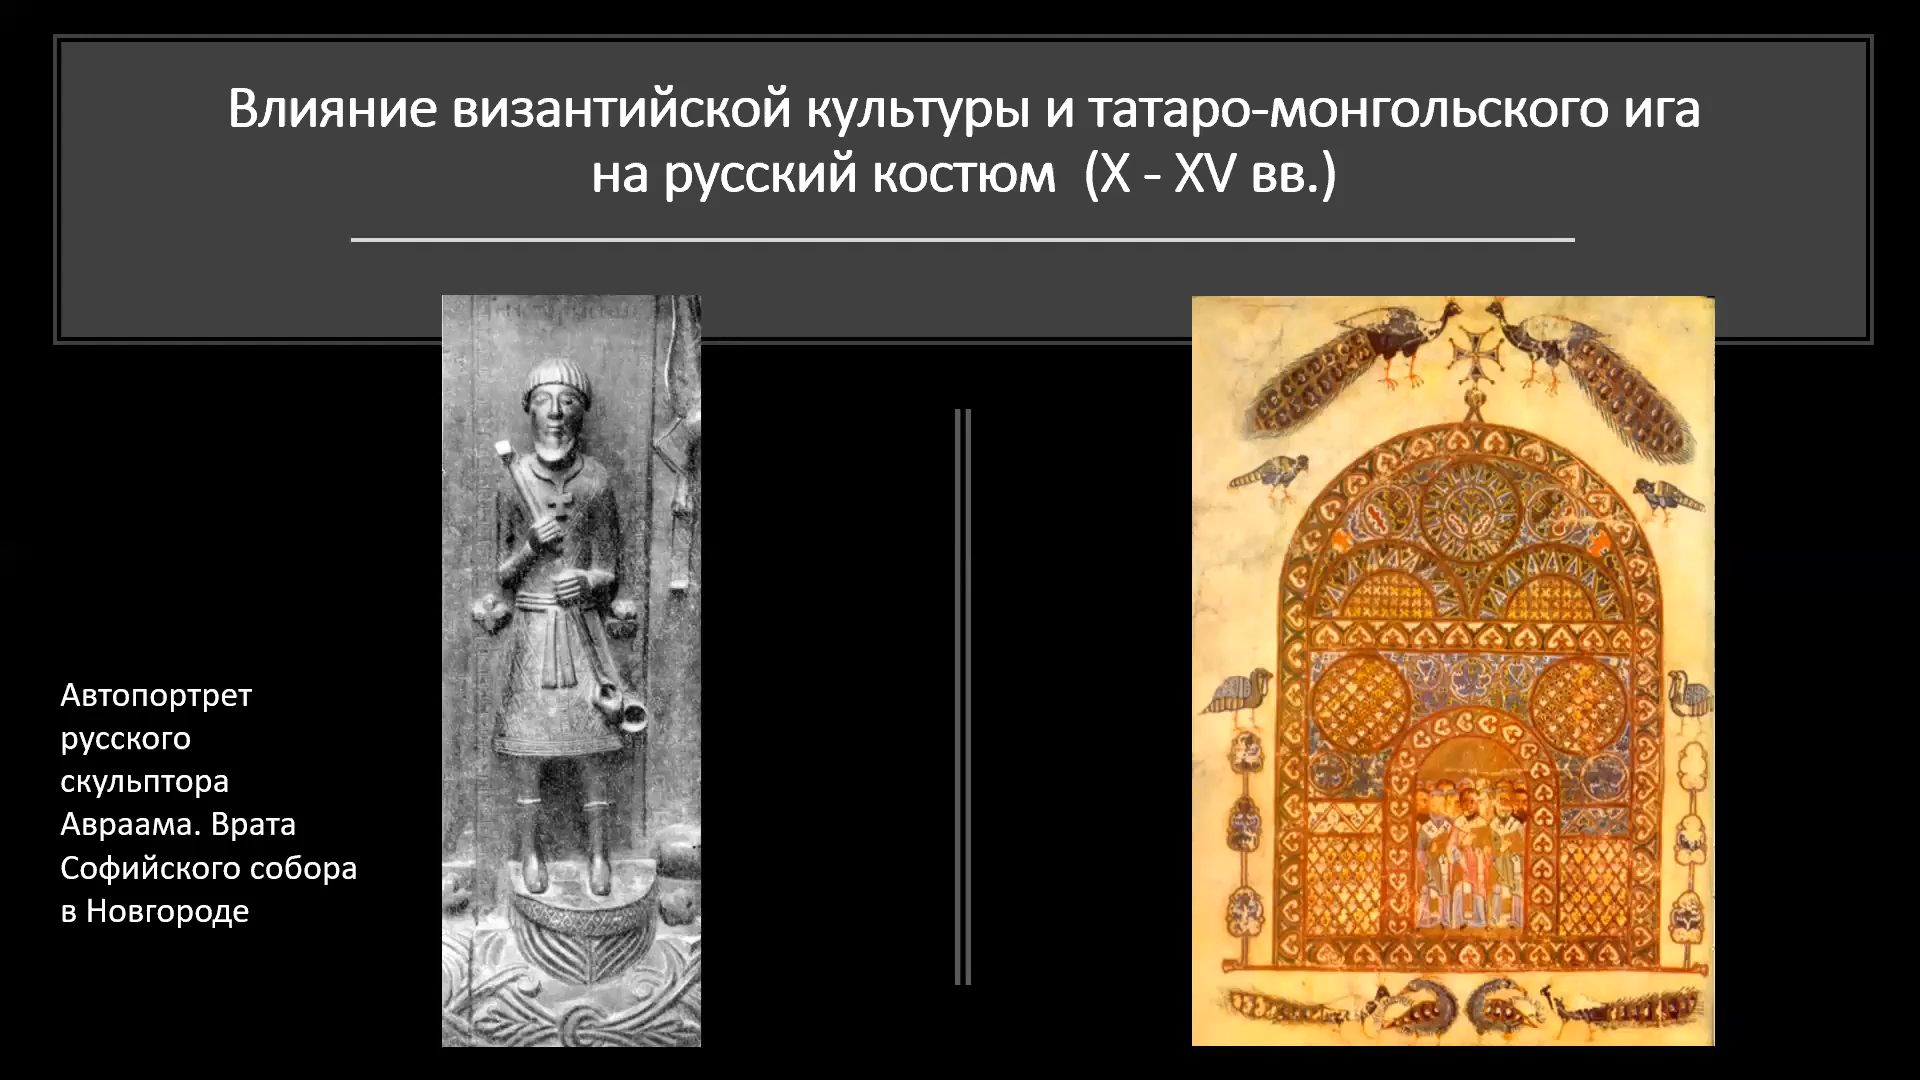 Влияние византийской культуры и татаро-монгольского ига
на русский костюм (X - XV вв.)
Автопортрет
русского
скульптора
Авраама. Врата
Софийского собора
в Новгороде